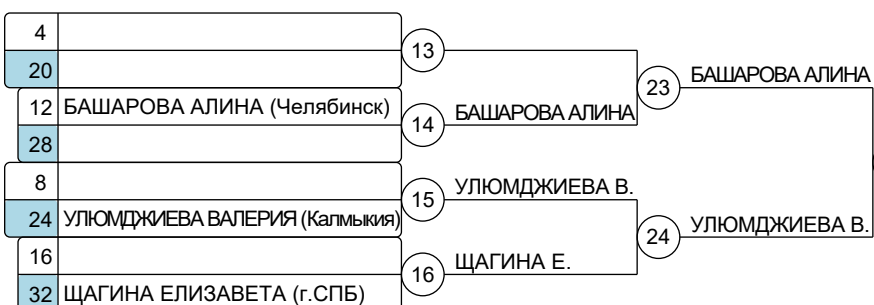 4
13
20
23 БАШАРОВА АЛИНА
12 БАШАРОВА АЛИНА (Челябинск)
14 БАШАРОВА АЛИНА
28
8
15 УЛЮМДЖИЕВА В.
24 УЛЮМДЖИЕВА ВАЛЕРИЯ (Калмыкия)
24 УЛЮМДЖИЕВА В.
16
16 ЩАГИНА Е.
32 ЩАГИНА ЕЛИЗАВЕТА (г.СПБ)